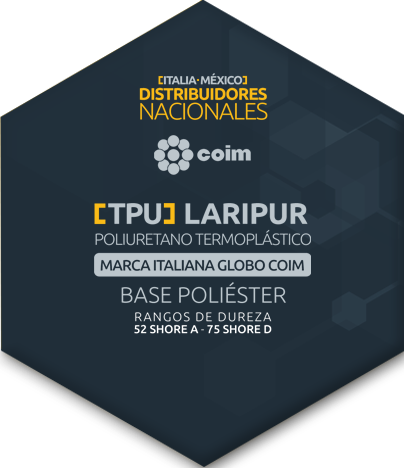 [ITALIA·MÉXICO]
DISTRIBUIDORES
NACIONALES
coim
[TPU] LARIPUR
POLIURETANO TERMOPLÁSTICO
MARCA ITALIANA GLOBO COIM
BASE POLIÉSTER
RANGOS DE DUREZA
52 SHORE A - 75 SHORE D